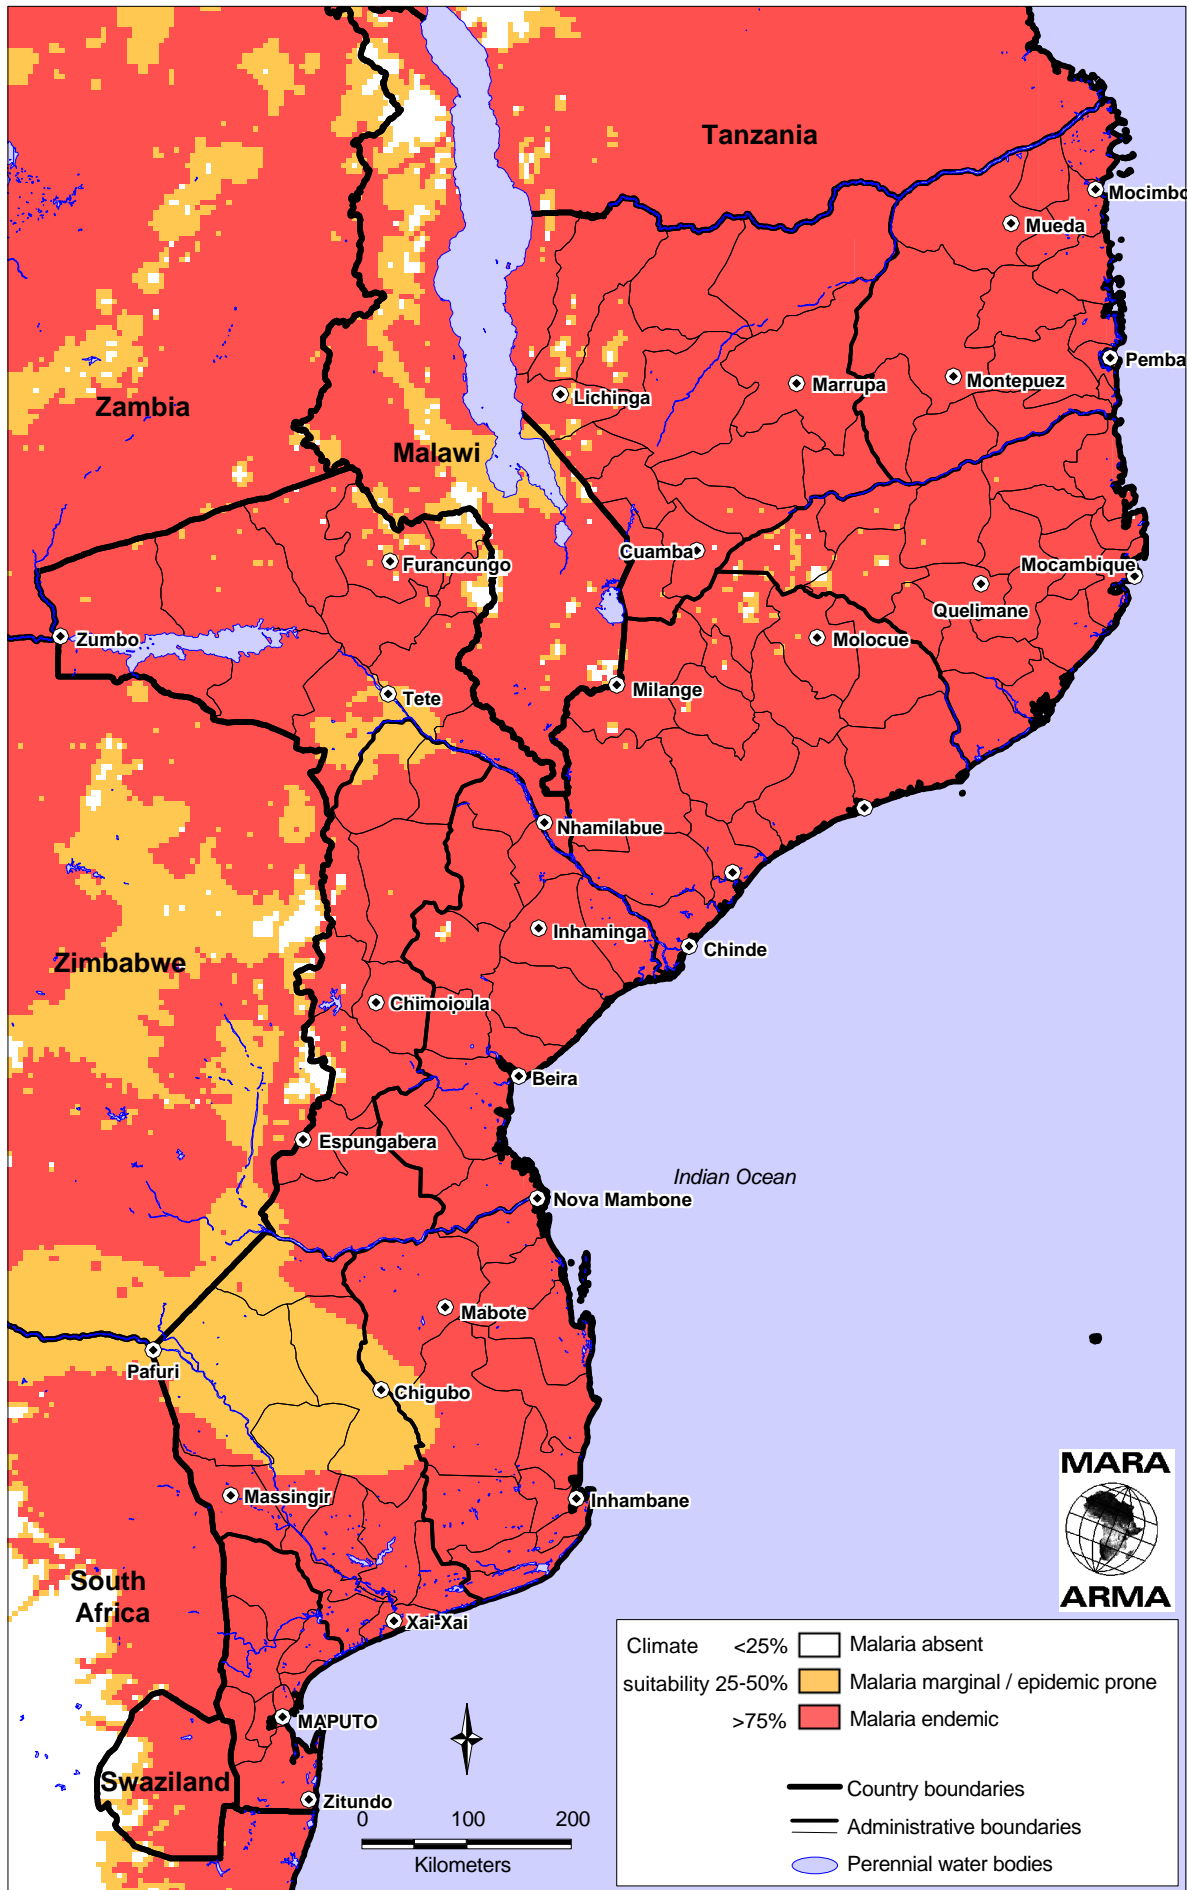 Tanzania
Mocimbo
Mueda
Pemba
Lichinga
Marrupa
Montepuez
Zambia
Malawi
Cuamba
Furancungo
Mocambique
Quelimane
Zumbo
Molocue
Milange
Tete
Nhamilabue
Inhaminga
Chinde
Zimbabwe
Chimoipula
Beira
Espungabera
Indian Ocean
Nova Mambone
Mabote
Pafuri
Chigubo
Massingir
Inhambane
MARA
ARMA
South
Africa
Xai-Xai
MAPUTO
Swaziland
Zitundo
0 100 200
Kilometers
Climate <25% Malaria absent
suitability 25-50% Malaria marginal / epidemic prone
>75% Malaria endemic
Country boundaries
Administrative boundaries
Perennial water bodies